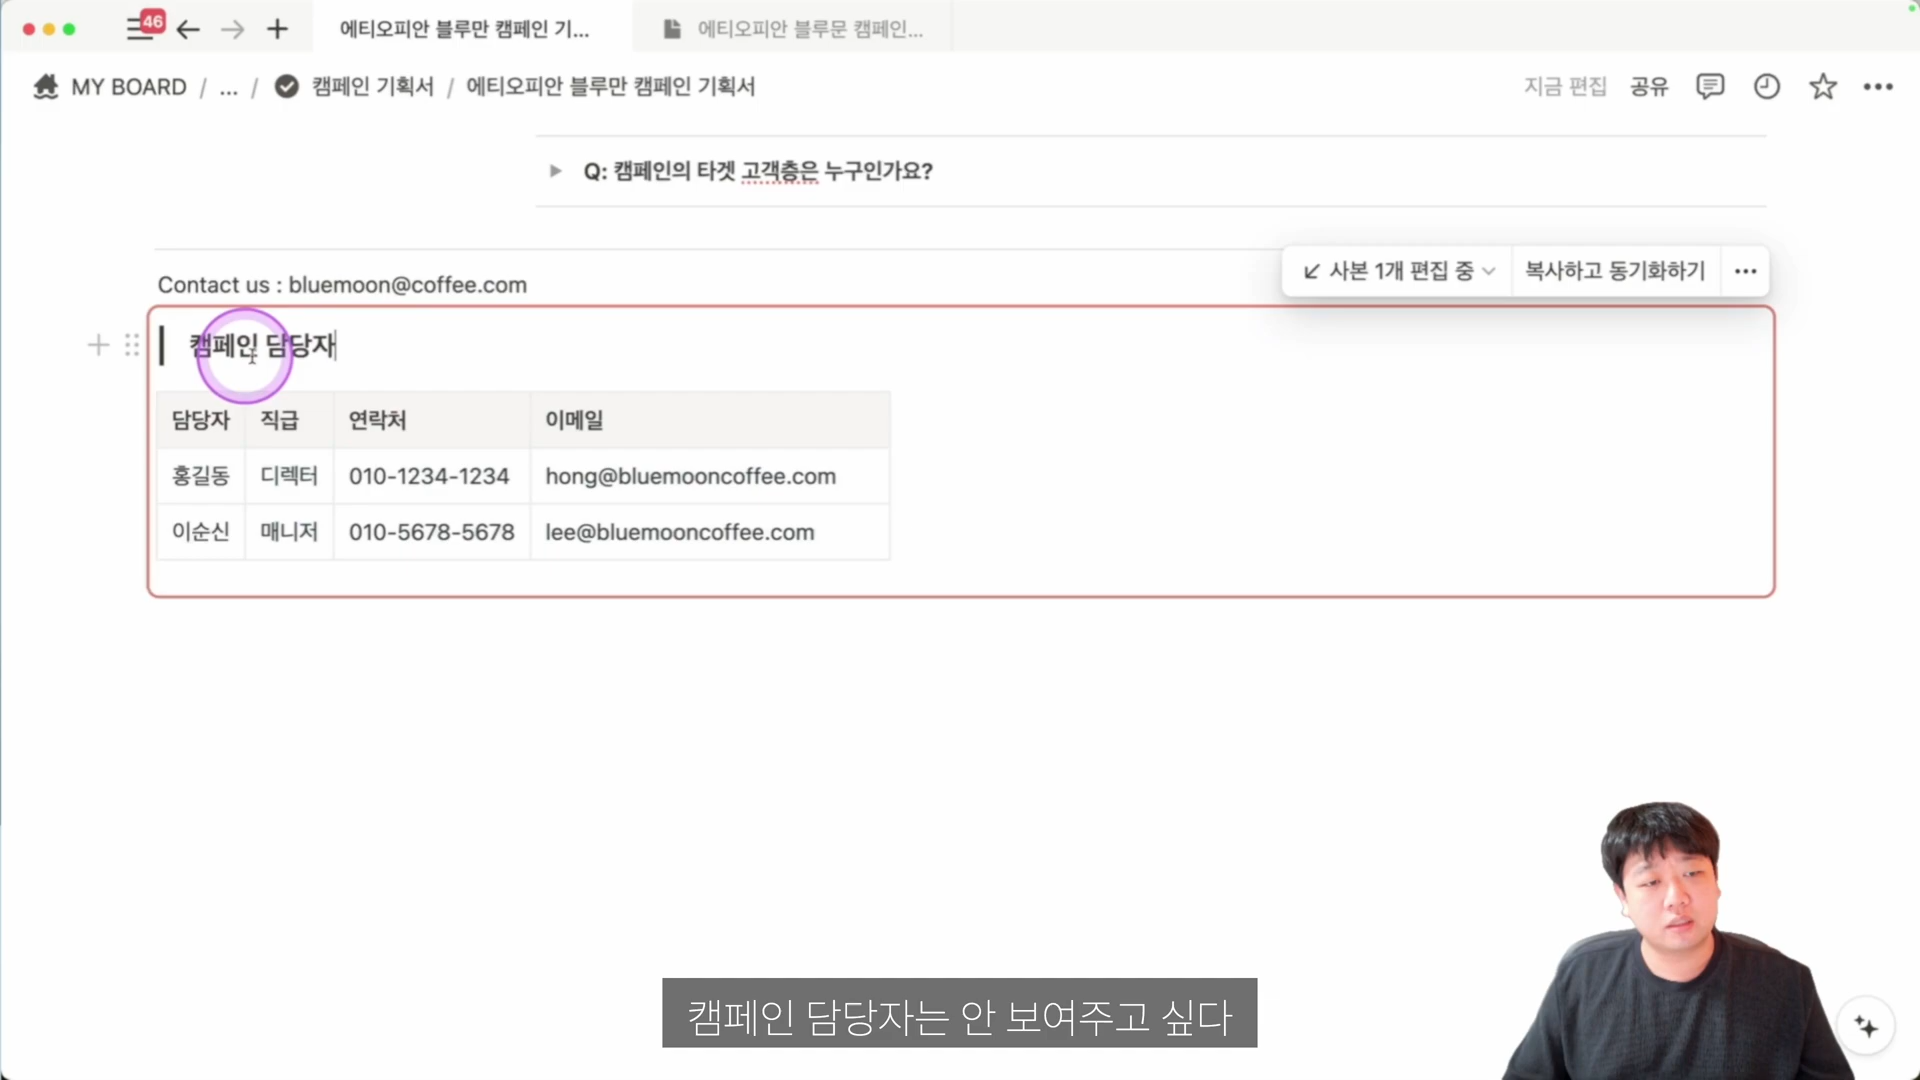 46
에티오피안 블루만 캠페인 기...
에티오피안 블루문 캠페인...
MY BOARD / ... / 캠페인 기획서 / 에티오피안 블루만 캠페인 기획서
지금 편집 공유
Q: 캠페인의 타겟 고객층은 누구인가요?
사본 1개 편집 중 복사하고 동기화하기
Contact us : bluemoon@coffee.com
캠페인 담당자
담당자 직급 연락처 이메일
홍길동 디렉터 010-1234-1234 hong@bluemooncoffee.com
이순신 매니저 010-5678-5678 lee@bluemooncoffee.com
캠페인 담당자는 안 보여주고 싶다